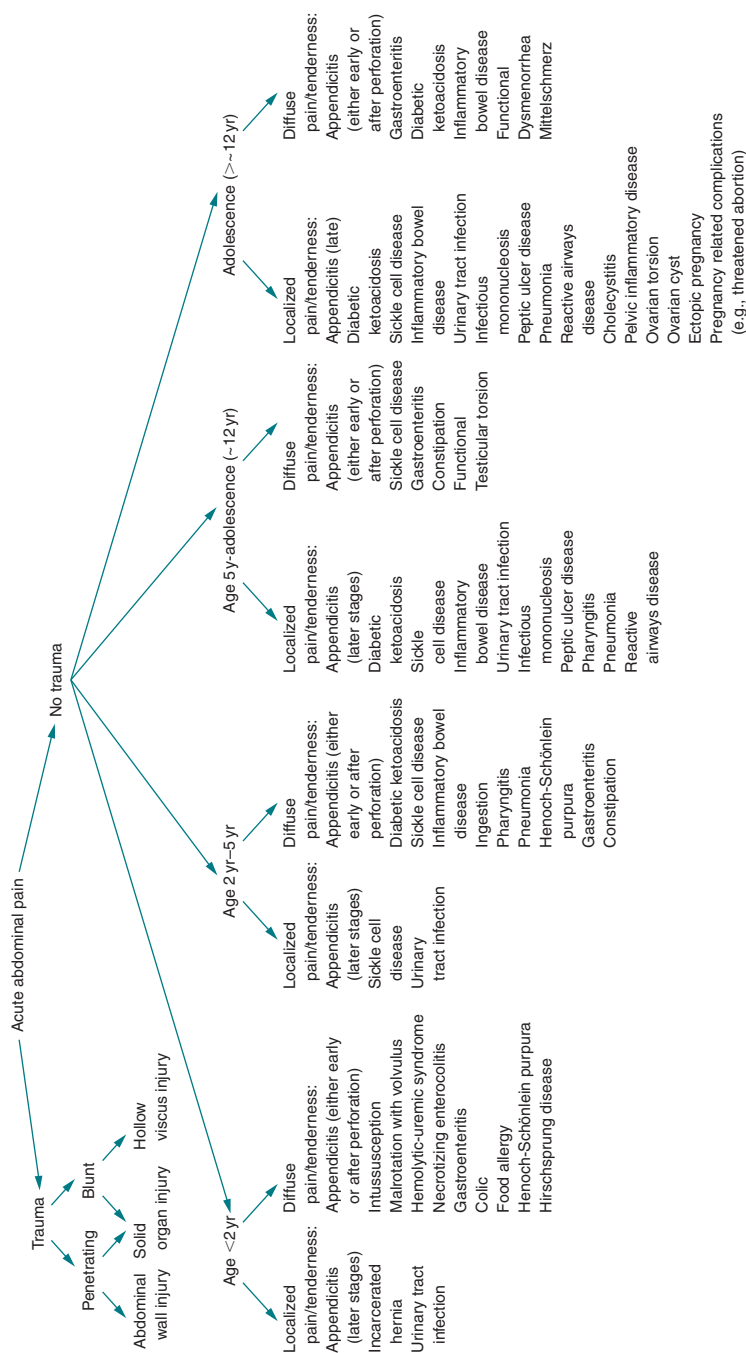 Acute abdominal pain
Trauma
No trauma
Penetrating
Blunt
Abdominal
wall injury
Solid
organ injury
Hollow
viscus injury
Age <2 yr
Localized
pain/tenderness:
Appendicitis
(later stages)
Incarcerated
hernia
Urinary tract
infection
Diffuse
pain/tenderness:
Appendicitis (either early
or after perforation)
Intussusception
Malrotation with volvulus
Hemolytic-uremic syndrome
Necrotizing enterocolitis
Gastroenteritis
Colic
Food allergy
Henoch-Schönlein purpura
Hirschsprung disease
Age 2 yr–5 yr
Localized
pain/tenderness:
Appendicitis
(later stages)
Sickle cell
disease
Urinary
tract infection
Diffuse
pain/tenderness:
Appendicitis (either
early or after
perforation)
Diabetic ketoacidosis
Sickle cell disease
Inflammatory bowel
disease
Ingestion
Pharyngitis
Pneumonia
Henoch-Schönlein
purpura
Gastroenteritis
Constipation
Age 5 y-adolescence (~12 yr)
Localized
pain/tenderness:
Appendicitis
(later stages)
Diabetic
ketoacidosis
Sickle
cell disease
Inflammatory
bowel disease
Urinary tract infection
Infectious
mononucleosis
Peptic ulcer disease
Pharyngitis
Pneumonia
Reactive
airways disease
Diffuse
pain/tenderness:
Appendicitis
(either early or
after perforation)
Sickle cell disease
Gastroenteritis
Constipation
Functional
Testicular torsion
Adolescence (>~12 yr)
Localized
pain/tenderness:
Appendicitis (late)
Diabetic
ketoacidosis
Sickle cell disease
Inflammatory bowel
disease
Urinary tract infection
Infectious
mononucleosis
Peptic ulcer disease
Pneumonia
Reactive airways
disease
Cholecystitis
Pelvic inflammatory disease
Ovarian torsion
Ovarian cyst
Ectopic pregnancy
Pregnancy related complications
(e.g., threatened abortion)
Diffuse
pain/tenderness:
Appendicitis
(either early or
after perforation)
Gastroenteritis
Diabetic
ketoacidosis
Inflammatory
bowel disease
Functional
Dysmenorrhea
Mittelschmerz